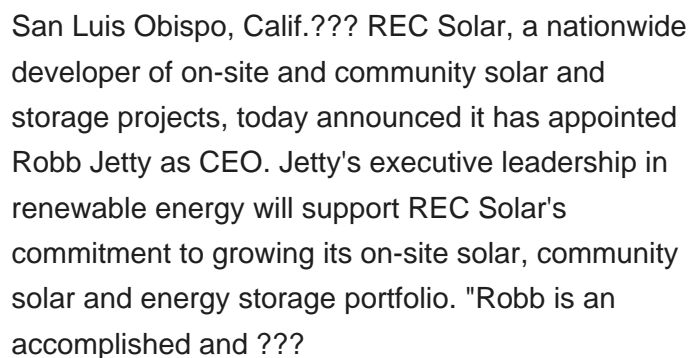 San Luis Obispo, Calif.??? REC Solar, a nationwide
developer of on-site and community solar and
storage projects, today announced it has appointed
Robb Jetty as CEO. Jetty's executive leadership in
renewable energy will support REC Solar's
commitment to growing its on-site solar, community
solar and energy storage portfolio. "Robb is an
accomplished and ???